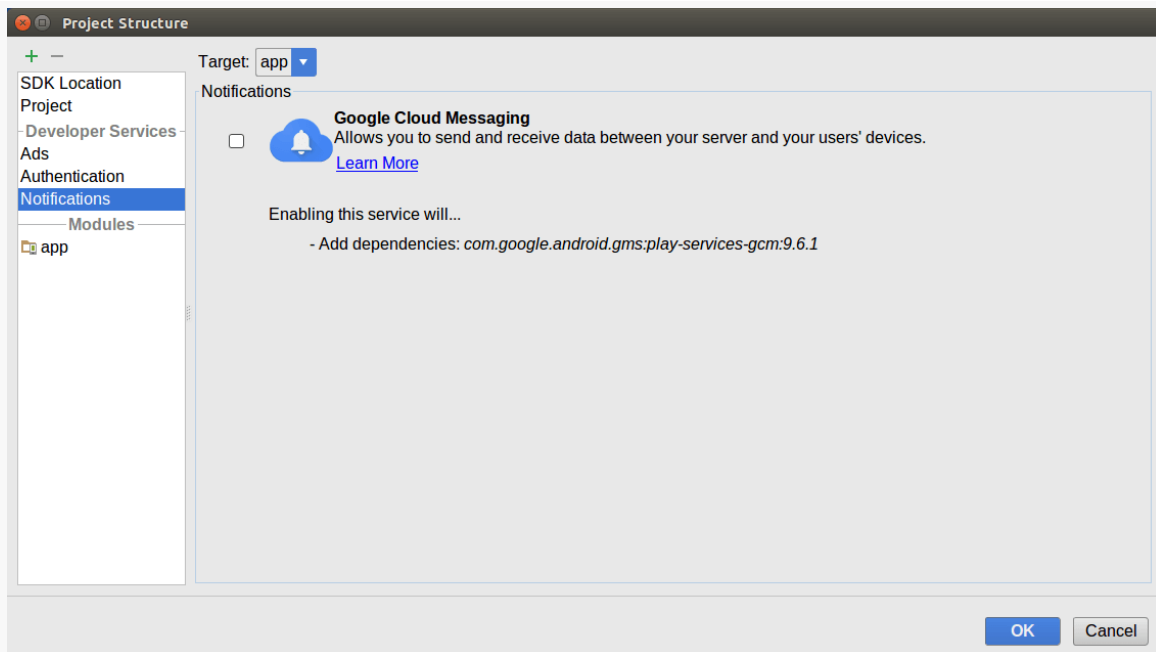 Project Structure
+ −
SDK Location
Project
Developer Services
Ads
Authentication
Notifications
Modules
app
Target: app
Notifications
Google Cloud Messaging
Allows you to send and receive data between your server and your users' devices.
Learn More
Enabling this service will...
- Add dependencies: com.google.android.gms:play-services-gcm:9.6.1
OK Cancel